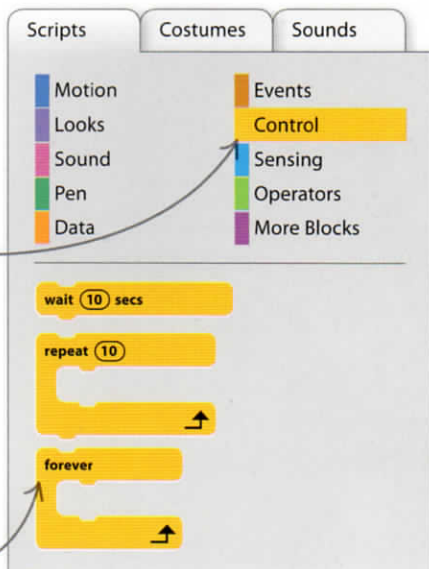 Scripts Costumes Sounds
Motion Events
Looks Control
Sound Sensing
Pen Operators
Data More Blocks
wait 10 secs
repeat 10
forever